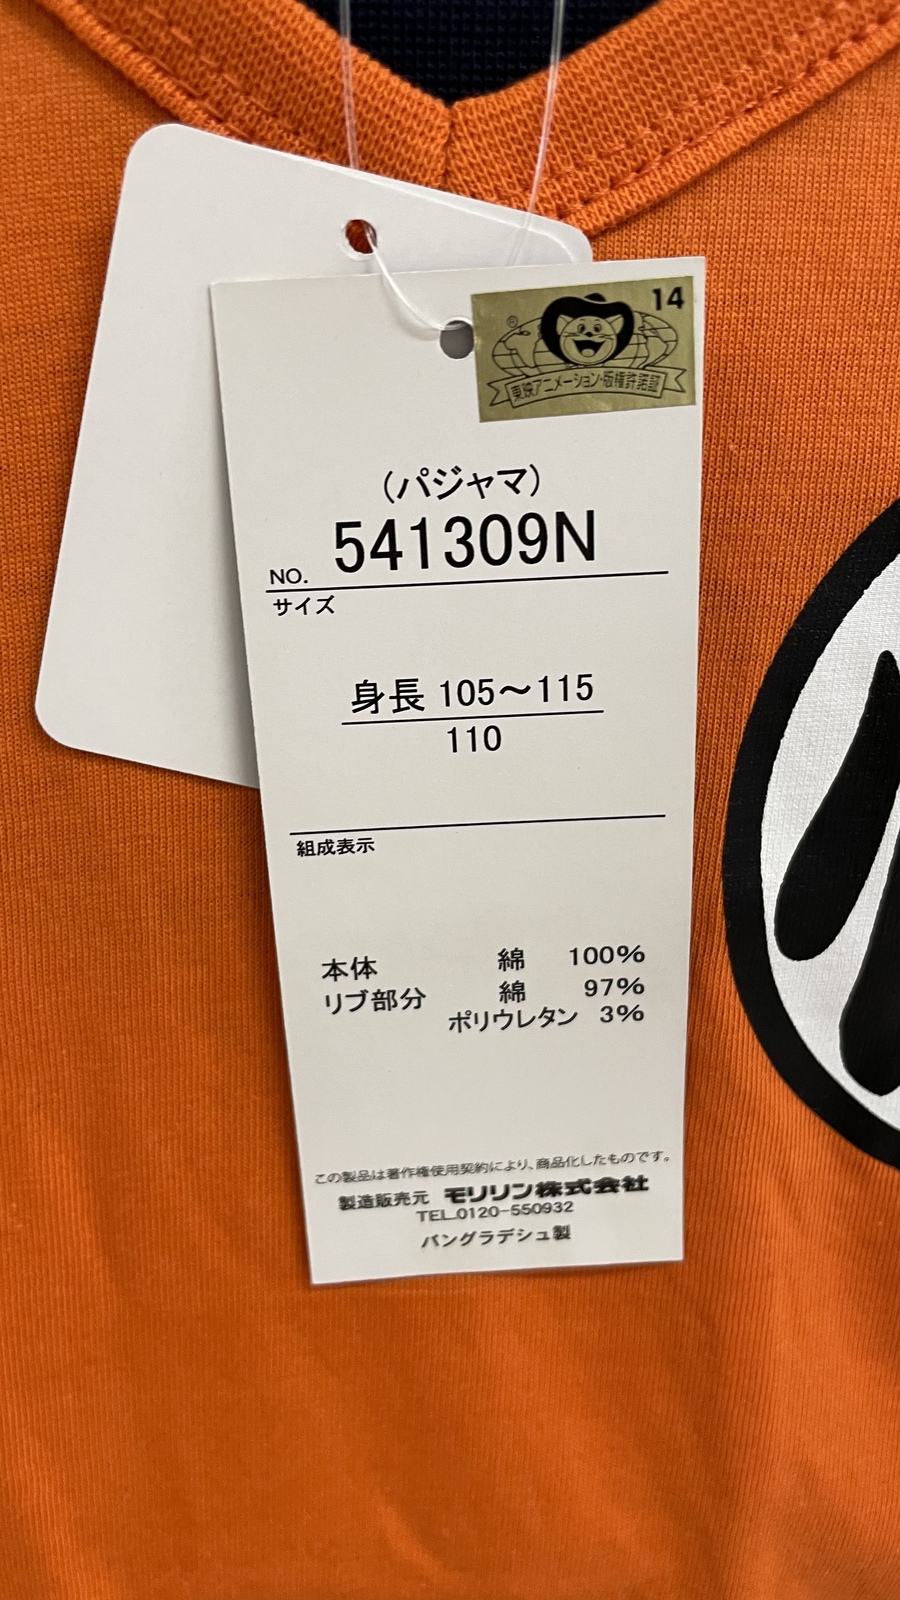 14
®
東映アニメーション・版権許諾証
(パジャマ)
NO. 541309N
サイズ
身長 105〜115
110
組成表示
本体 綿 100%
リブ部分 綿 97%
ポリウレタン 3%
この製品は著作権使用契約により、商品化したものです。
製造販売元 モリリン株式会社
TEL.0120-550932
バングラデシュ製